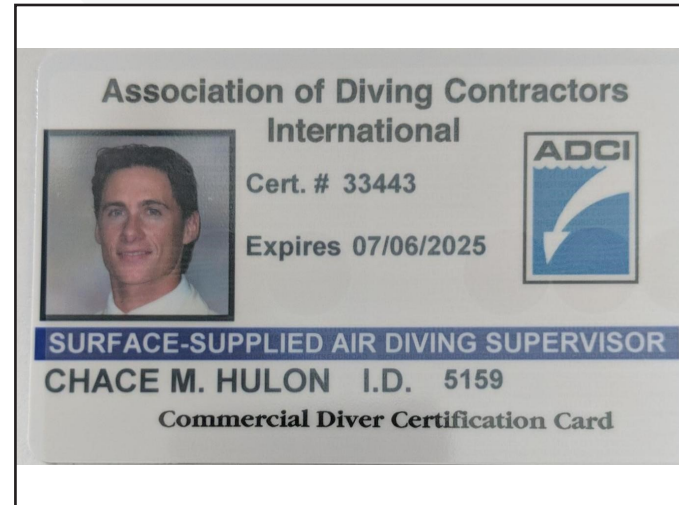 Association of Diving Contractors
International
Cert. # 33443
ADCI
Expires 07/06/2025
SURFACE-SUPPLIED AIR DIVING SUPERVISOR
CHACE M. HULON I.D. 5159
Commercial Diver Certification Card